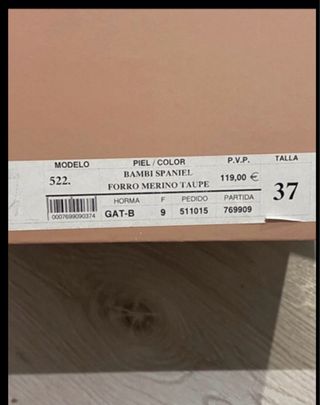 MODELO PIEL / COLOR P.V.P. TALLA
522. BAMBI SPANIEL 119,00 € 37
FORRO MERINO TAUPE
HORMA F PEDIDO PARTIDA
0007699090374 GAT-B 9 511015 769909